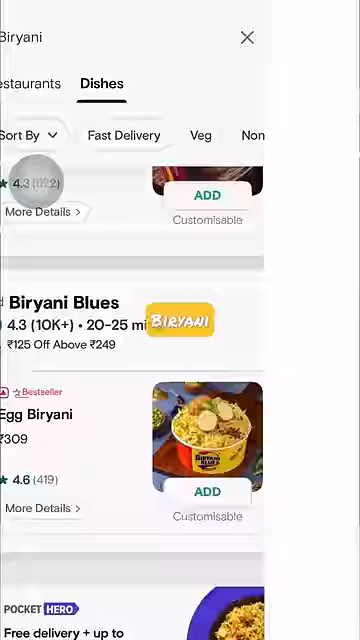 Biryani
estaurants Dishes
Sort By Fast Delivery Veg Non
4.3
ADD
More Details >
Customisable
Biryani Blues
4.3 (10K+) • 20-25 mi
BIRYANI
₹125 Off Above ₹249
Bestseller
Egg Biryani
₹309
BIRYANI
BLUES
4.6 (419)
ADD
More Details >
Customisable
POCKET HERO
Free delivery + up to